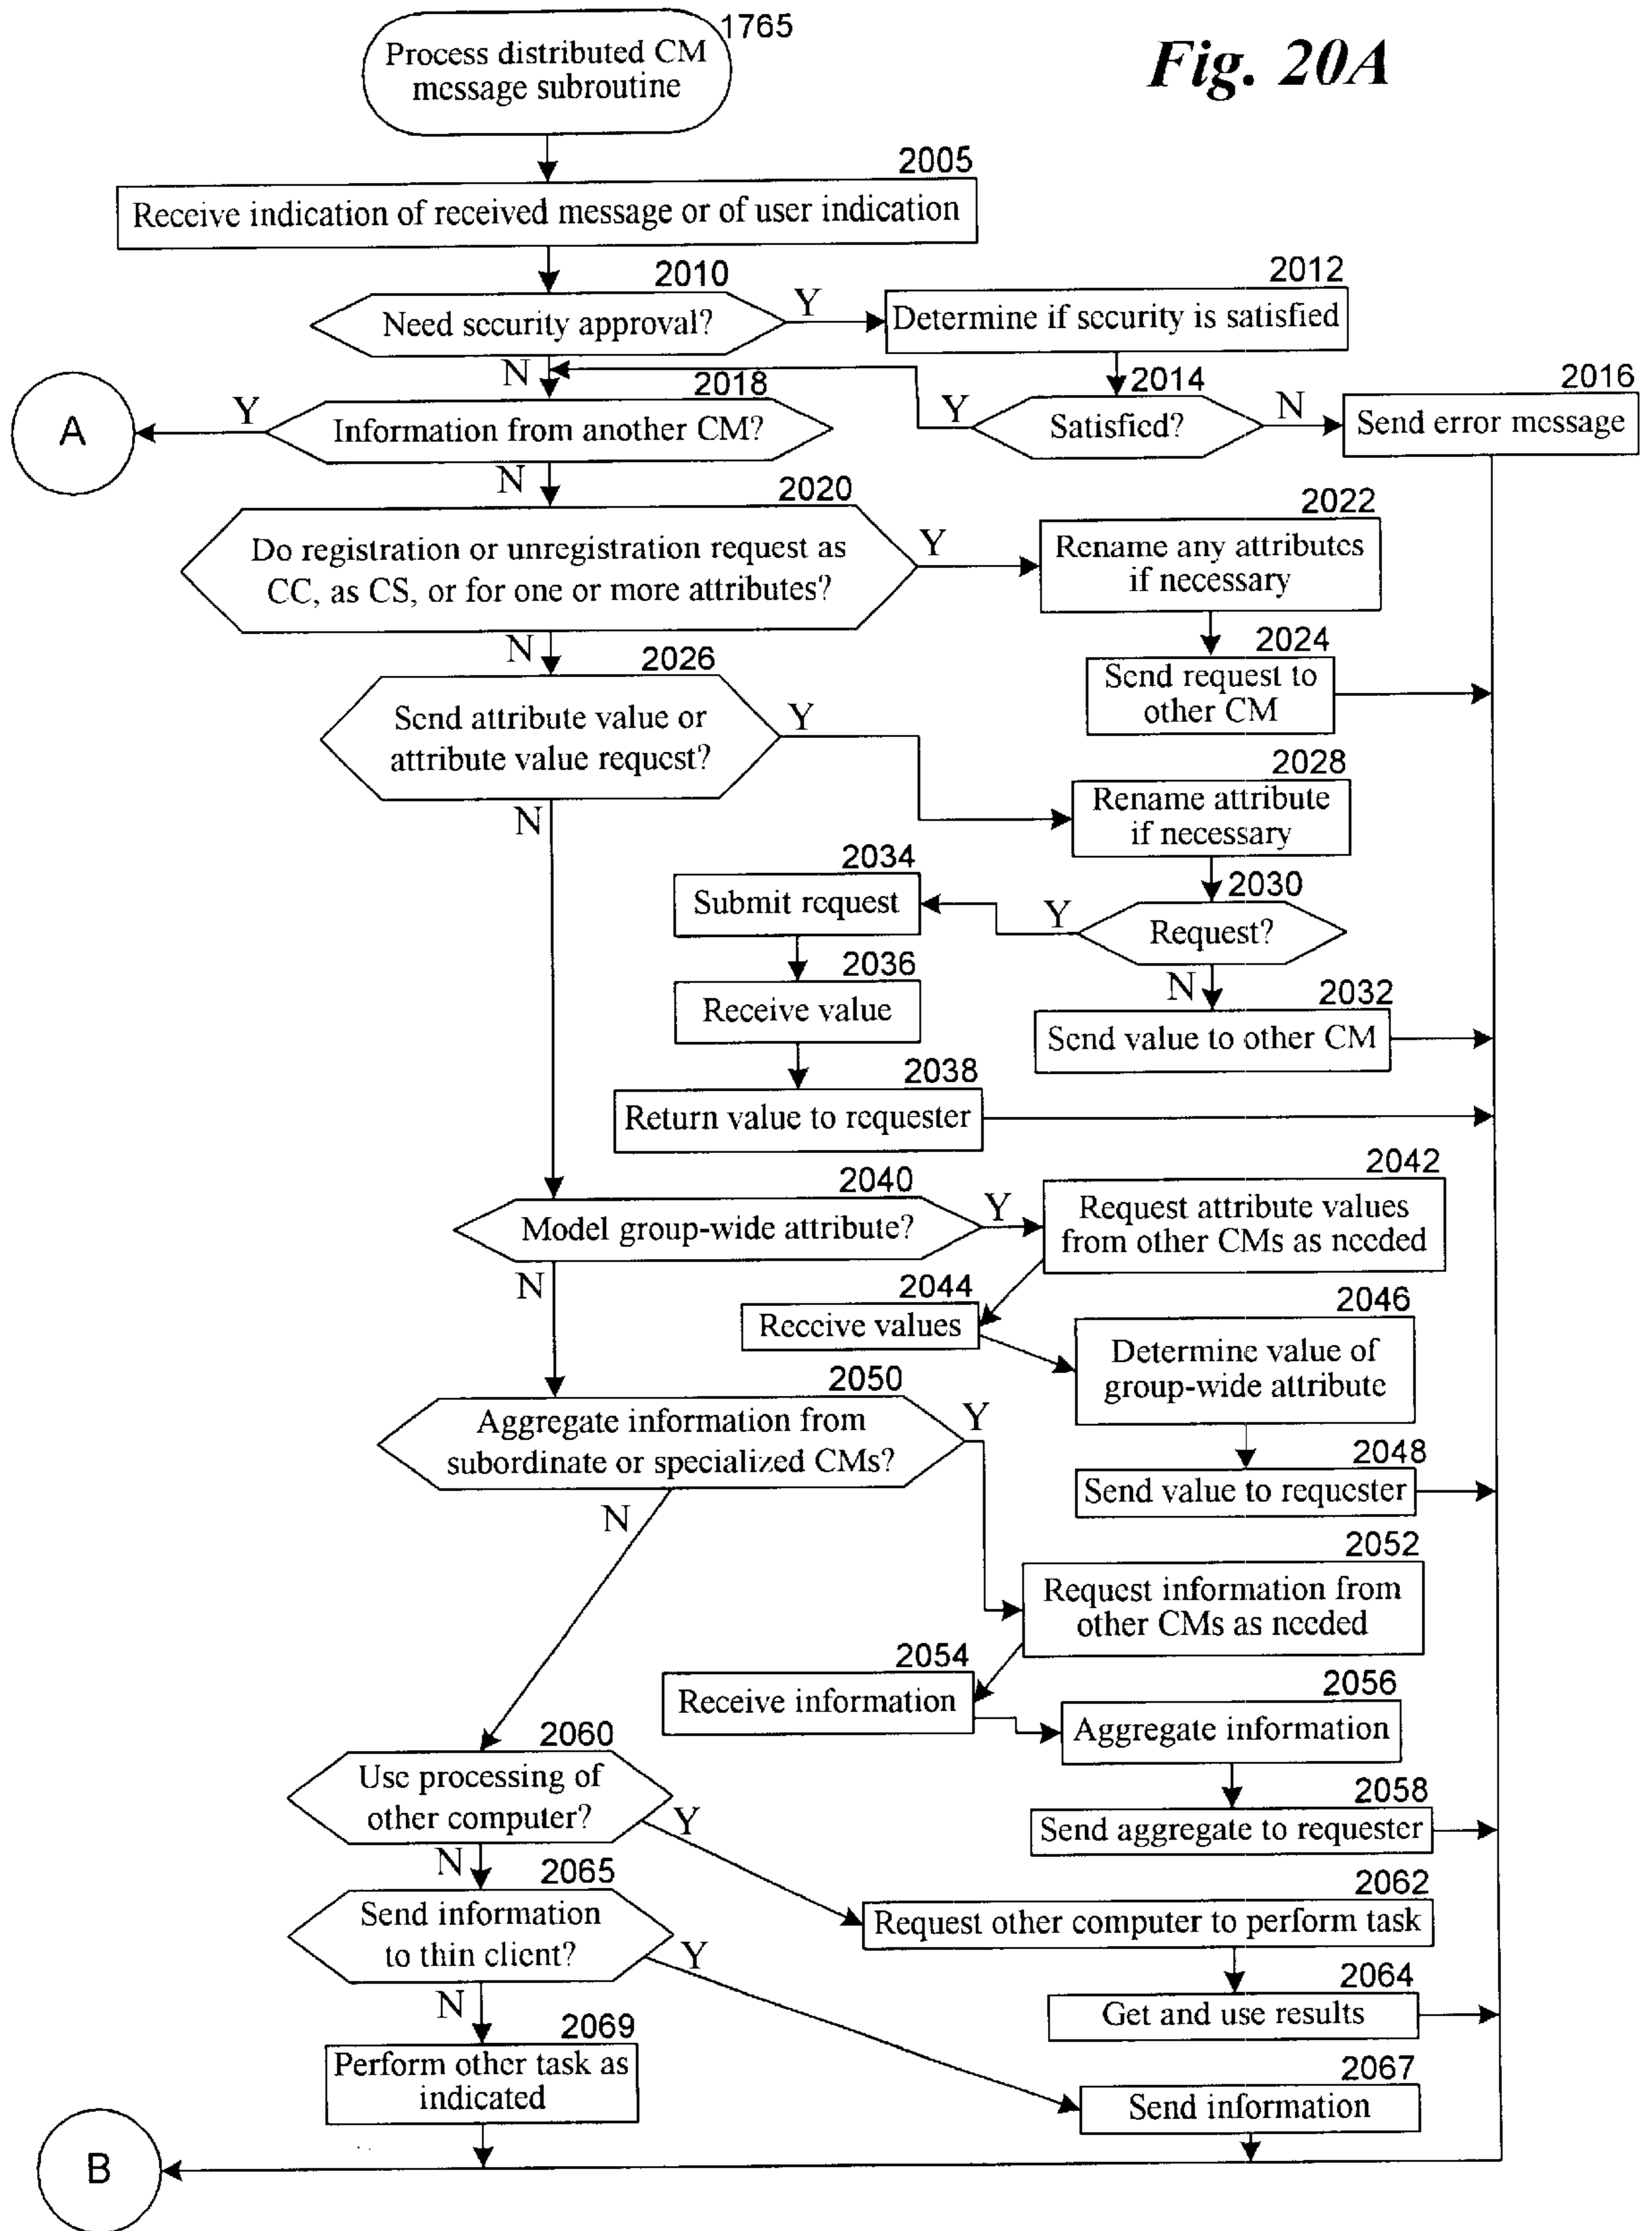 1765
Process distributed CM
message subroutine
Fig. 20A
2005
Receive indication of received message or of user indication
2010
Need security approval?
Y
2012
Determine if security is satisfied
N
2014
Satisfied?
Y
N
2016
Send error message
2018
Information from another CM?
Y
A
N
2020
Do registration or unregistration request as
CC, as CS, or for one or more attributes?
Y
2022
Rename any attributes
if necessary
2024
Send request to
other CM
N
2026
Send attribute value or
attribute value request?
Y
2028
Rename attribute
if necessary
2030
Request?
Y
2034
Submit request
2036
Receive value
2038
Return value to requester
N
2032
Send value to other CM
N
2040
Model group-wide attribute?
Y
2042
Request attribute values
from other CMs as needed
2044
Receive values
2046
Determine value of
group-wide attribute
2048
Send value to requester
N
2050
Aggregate information from
subordinate or specialized CMs?
Y
2052
Request information from
other CMs as needed
2054
Receive information
2056
Aggregate information
2058
Send aggregate to requester
N
2060
Use processing of
other computer?
Y
2062
Request other computer to perform task
2064
Get and use results
N
2065
Send information
to thin client?
Y
2067
Send information
N
2069
Perform other task as
indicated
B